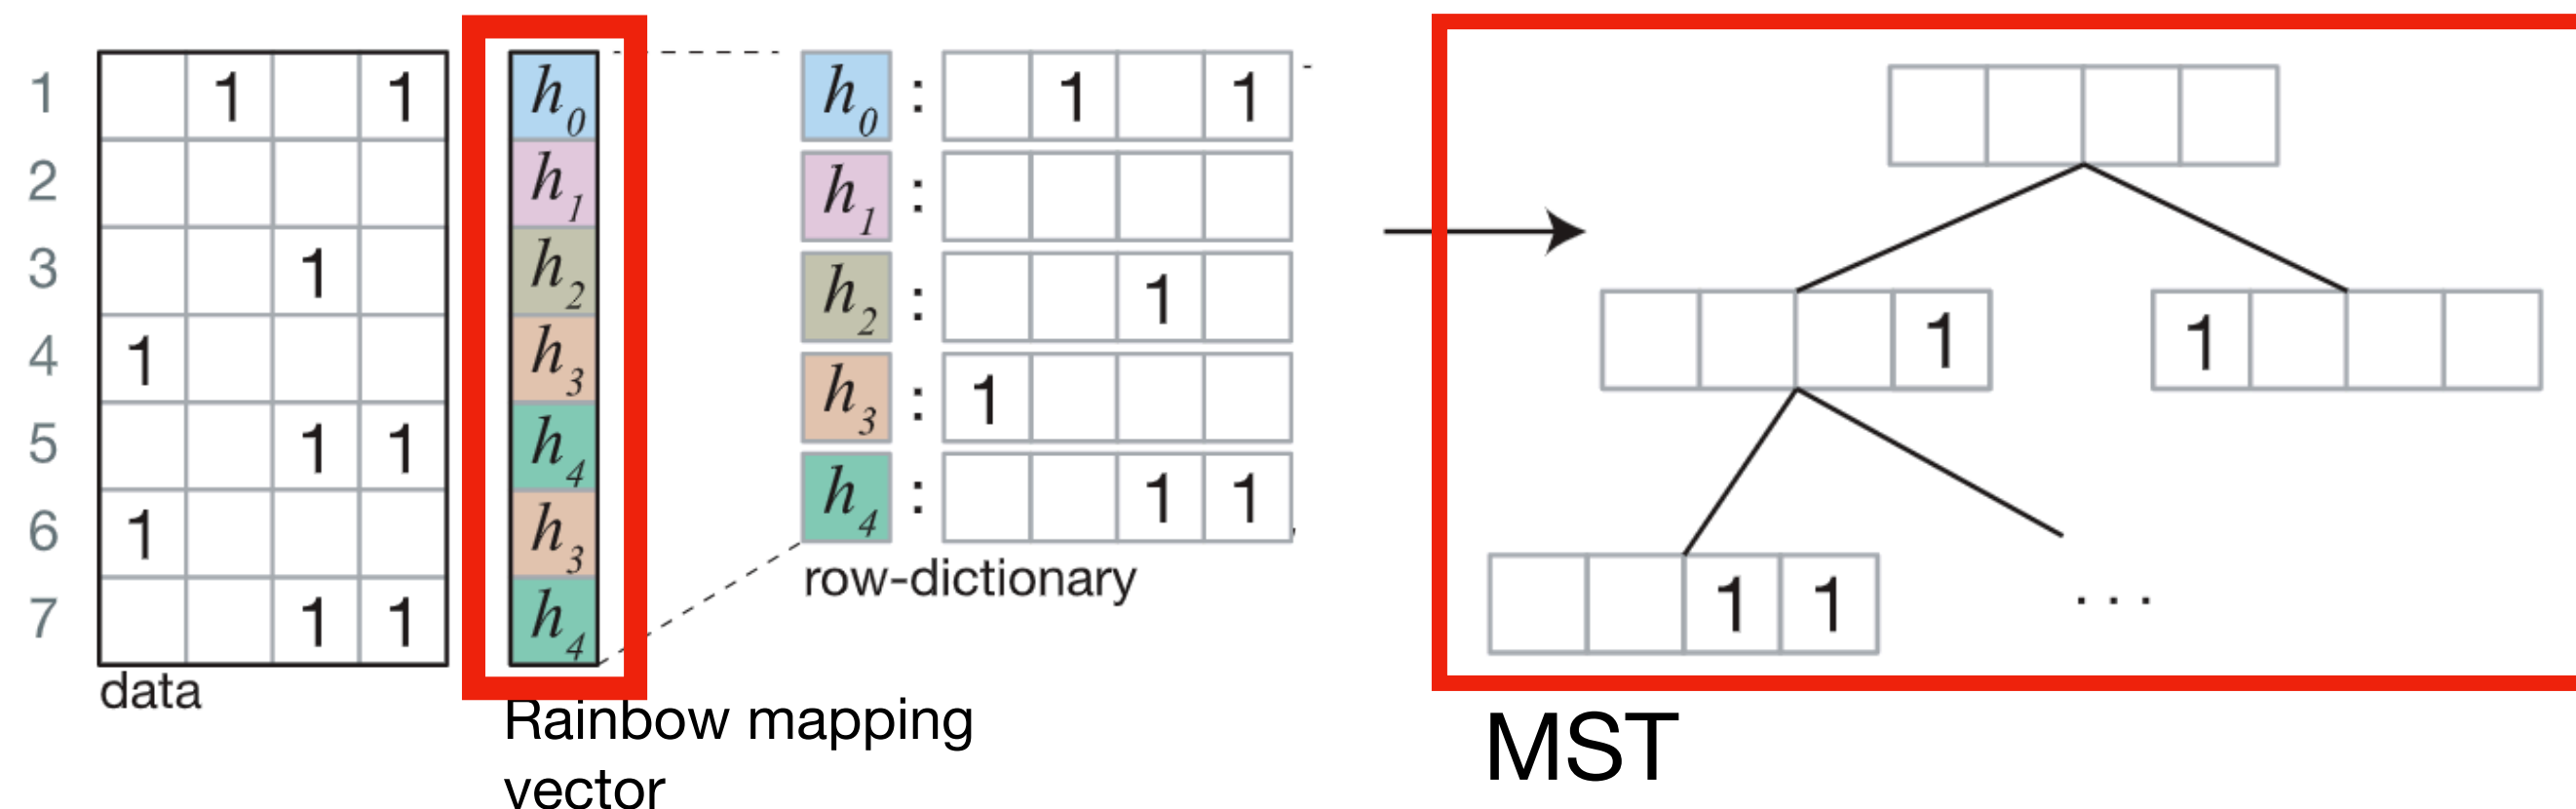 1 1 1 h0 h0 : 1 1
2 h1 h1 :
3 1 h2 h2 : 1
4 1 h3 h3 : 1
5 1 1 h4 h4 : 1 1
6 1 h3
7 1 1 h4
data
Rainbow mapping
vector
row-dictionary
1 1
1 1 . . .
MST